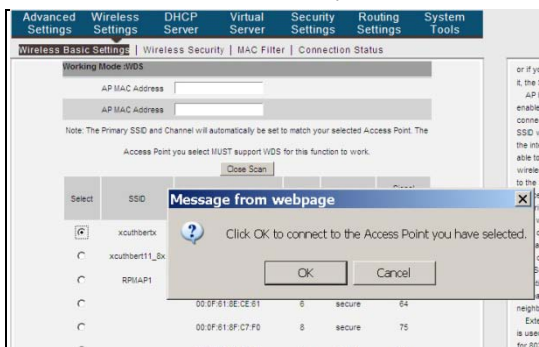 Advanced Settings Wireless Settings DHCP Server Virtual Server Security Settings Routing Settings System Tools
Wireless Basic Settings | Wireless Security | MAC Filter | Connection Status
Working Mode :WDS
AP MAC Address
AP MAC Address
Note: The Primary SSID and Channel will automatically be set to match your selected Access Point. The
Access Point you select MUST support WDS for this function to work.
Close Scan
Select SSID
Message from webpage
Click OK to connect to the Access Point you have selected.
OK Cancel
xcuthbertx
xcuthbert11_8x
RPMAP1
00:0F:61:8E:CE:61 6 secure 64
00:0F:61:8F:C7:F0 8 secure 75
or if yo
it, the
enable
conne
SSID w
the int
able to
wirele
to the
neighb
Exte
is used
for 80